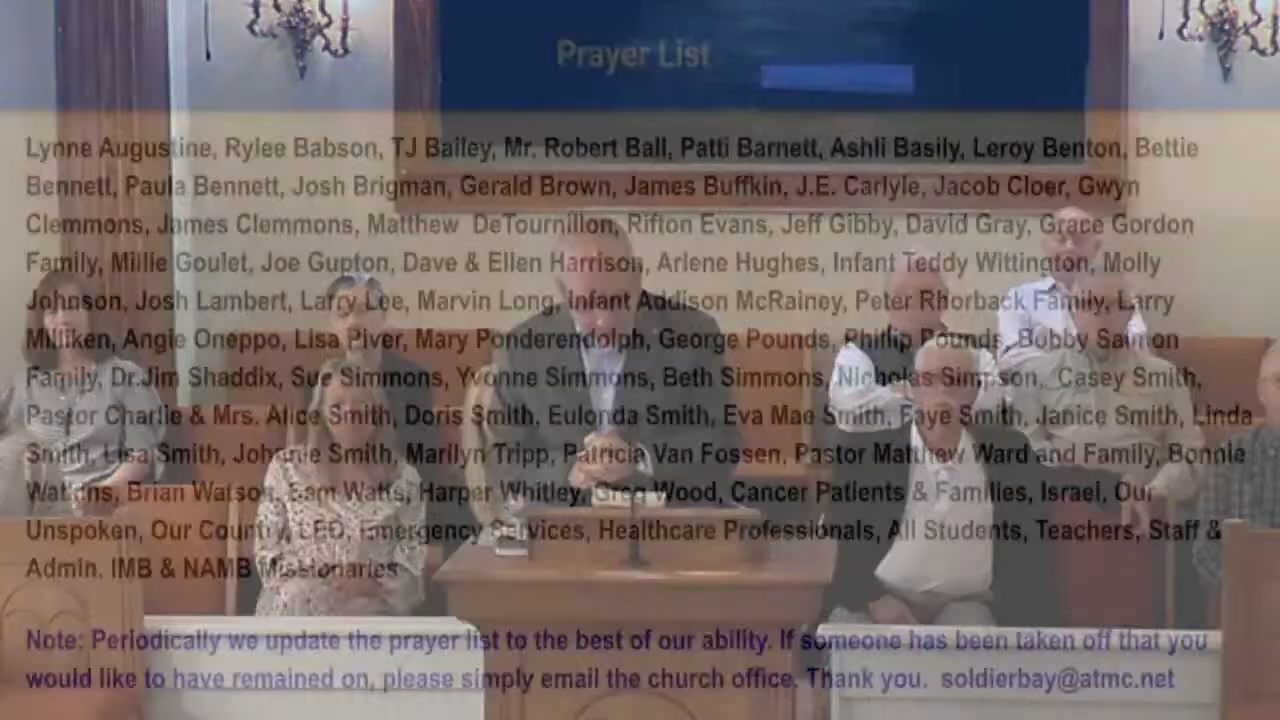 Prayer List
Lynne Augustine, Rylee Babson, TJ Bailey, Mr. Robert Ball, Patti Barnett, Ashli Basily, Leroy Benton, Bettie
Bennett, Paula Bennett, Josh Brigman, Gerald Brown, James Buffkin, J.E. Carlyle, Jacob Cloer, Gwyn
Clemmons, James Clemmons, Matthew DeTournillon, Rifton Evans, Jeff Gibby, David Gray, Grace Gordon
Family, Millie Goulet, Joe Gupton, Dave & Ellen Harrison, Arlene Hughes, Infant Teddy Wittington, Molly
Johnson, Josh Lambert, Larry Lee, Marvin Long, Infant Addison McRainey, Peter Rhorback Family, Larry
Milliken, Angie Oneppo, Lisa Piver, Mary Ponderendolph, George Pounds, Phillip Pounds, Bobby Sarmon
Family, Dr.Jim Shaddix, Sue Simmons, Yvonne Simmons, Beth Simmons, Nicholas Simpson, Casey Smith,
Pastor Charlie & Mrs. Alice Smith, Doris Smith, Eulonda Smith, Eva Mae Smith, Faye Smith, Janice Smith, Linda
Smith, Lisa Smith, Johnnie Smith, Marilyn Tripp, Patricia Van Fossen, Pastor Matthew Ward and Family, Bonnie
Watkins, Brian Watson, Sam Watts, Harper Whitley, Greg Wood, Cancer Patients & Families, Israel, Our
Unspoken, Our Country, LEO, Emergency Services, Healthcare Professionals, All Students, Teachers, Staff &
Admin, IMB & NAMB Missionaries
Note: Periodically we update the prayer list to the best of our ability. If someone has been taken off that you
would like to have remained on, please simply email the church office. Thank you. soldierbay@atmc.net